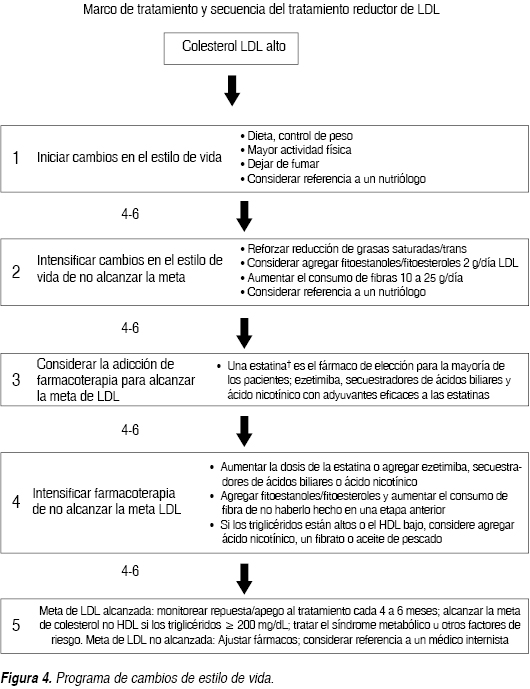 Marco de tratamiento y secuencia del tratamiento reductor de LDL
Colesterol LDL alto
1 Iniciar cambios en el estilo de vida
• Dieta, control de peso
• Mayor actividad física
• Dejar de fumar
• Considerar referencia a un nutriólogo
4-6
2 Intensificar cambios en el estilo de
vida de no alcanzar la meta
• Reforzar reducción de grasas saturadas/trans
• Considerar agregar fitoestanoles/fitoesteroles 2 g/día LDL
• Aumentar el consumo de fibras 10 a 25 g/día
• Considerar referencia a un nutriólogo
4-6
3 Considerar la adicción de
farmacoterapia para alcanzar
la meta de LDL
• Una estatina† es el fármaco de elección para la mayoría de
los pacientes; ezetimiba, secuestradores de ácidos biliares y
ácido nicotínico con adyuvantes eficaces a las estatinas
4-6
4 Intensificar farmacoterapia
de no alcanzar la meta LDL
• Aumentar la dosis de la estatina o agregar ezetimiba, secuestra-
dores de ácidos biliares o ácido nicotínico
• Agregar fitoestanoles/fitoesteroles y aumentar el consumo de
fibra de no haberlo hecho en una etapa anterior
• Si los triglicéridos están altos o el HDL bajo, considere agregar
ácido nicotínico, un fibrato o aceite de pescado
4-6
5 Meta de LDL alcanzada: monitorear repuesta/apego al tratamiento cada 4 a 6 meses; alcanzar la meta
de colesterol no HDL si los triglicéridos ≥ 200 mg/dL; tratar el síndrome metabólico u otros factores de
riesgo. Meta de LDL no alcanzada: Ajustar fármacos; considerar referencia a un médico internista
Figura 4. Programa de cambios de estilo de vida.